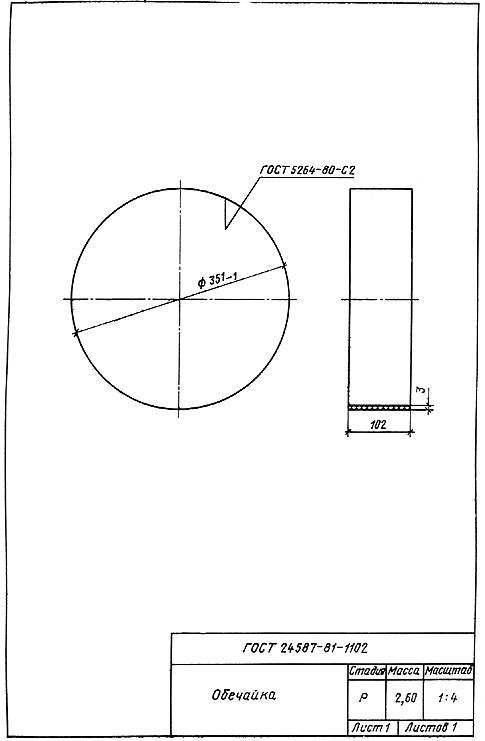 ГОСТ 5264-80-С2
ф 351-1
3
102
ГОСТ 24587-81-1102
Обечайка
Стадия Масса Масштаб
Р 2,60 1:4
Лист 1 Листов 1